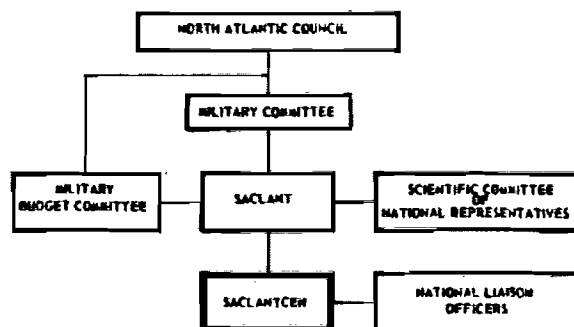 NORTH ATLANTIC COUNCIL
MILITARY COMMITTEE
MILITARY
BUDGET COMMITTEE
SACLANT
SCIENTIFIC COMMITTEE
OF
NATIONAL REPRESENTATIVES
SACLANTCEN
NATIONAL LIAISON
OFFICERS